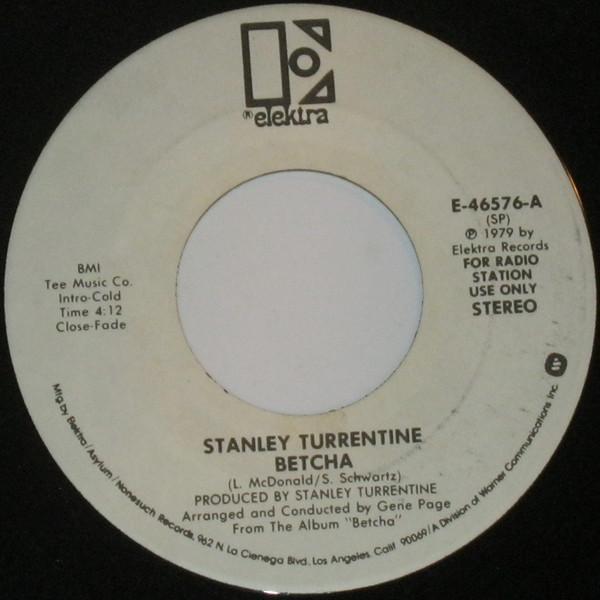 ® elektra
E-46576-A
(SP)
℗ 1979 by
Elektra Records
FOR RADIO
STATION
USE ONLY
STEREO
BMI
Tee Music Co.
Intro-Cold
Time 4:12
Close-Fade
STANLEY TURRENTINE
BETCHA
(L. McDonald/S. Schwartz)
PRODUCED BY STANLEY TURRENTINE
Arranged and Conducted by Gene Page
From The Album "Betcha"
Mfg. by Elektra/Asylum/Nonesuch Records, 962 N. La Cienega Blvd., Los Angeles, Calif. 90069/A Division of Warner Communications Inc.